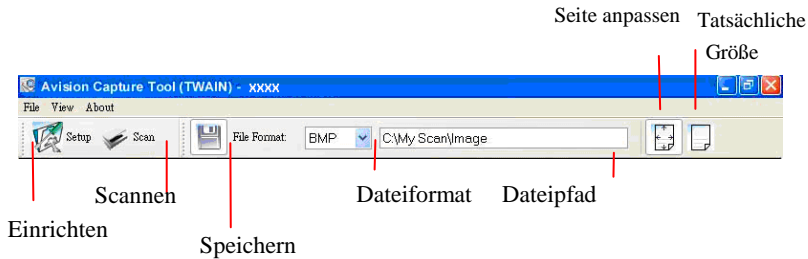 Seite anpassen
Tatsächliche
Größe
Avision Capture Tool (TWAIN) - xxxx
File View About
Setup Scan File Format: BMP C:\My Scan\Image
Scannen
Dateiformat
Dateipfad
Einrichten
Speichern